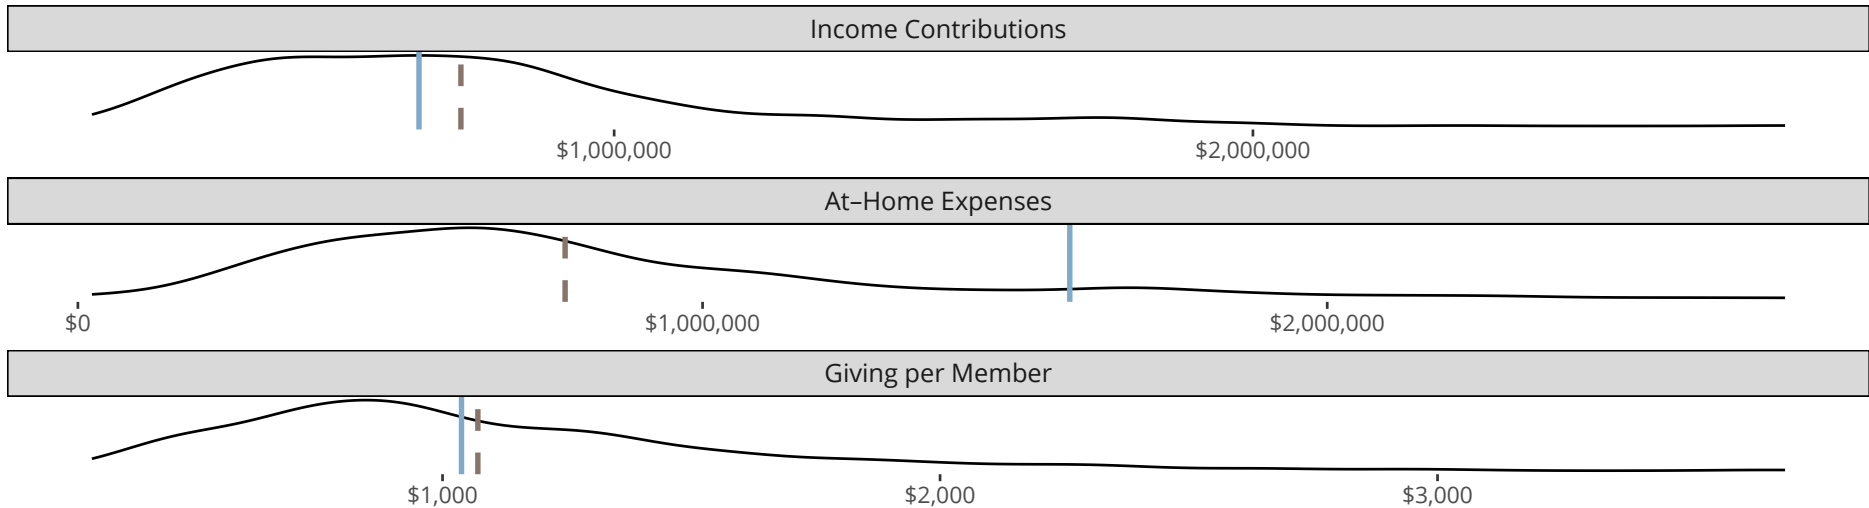 Income Contributions
$1,000,000 $2,000,000
At–Home Expenses
$0 $1,000,000 $2,000,000
Giving per Member
$1,000 $2,000 $3,000